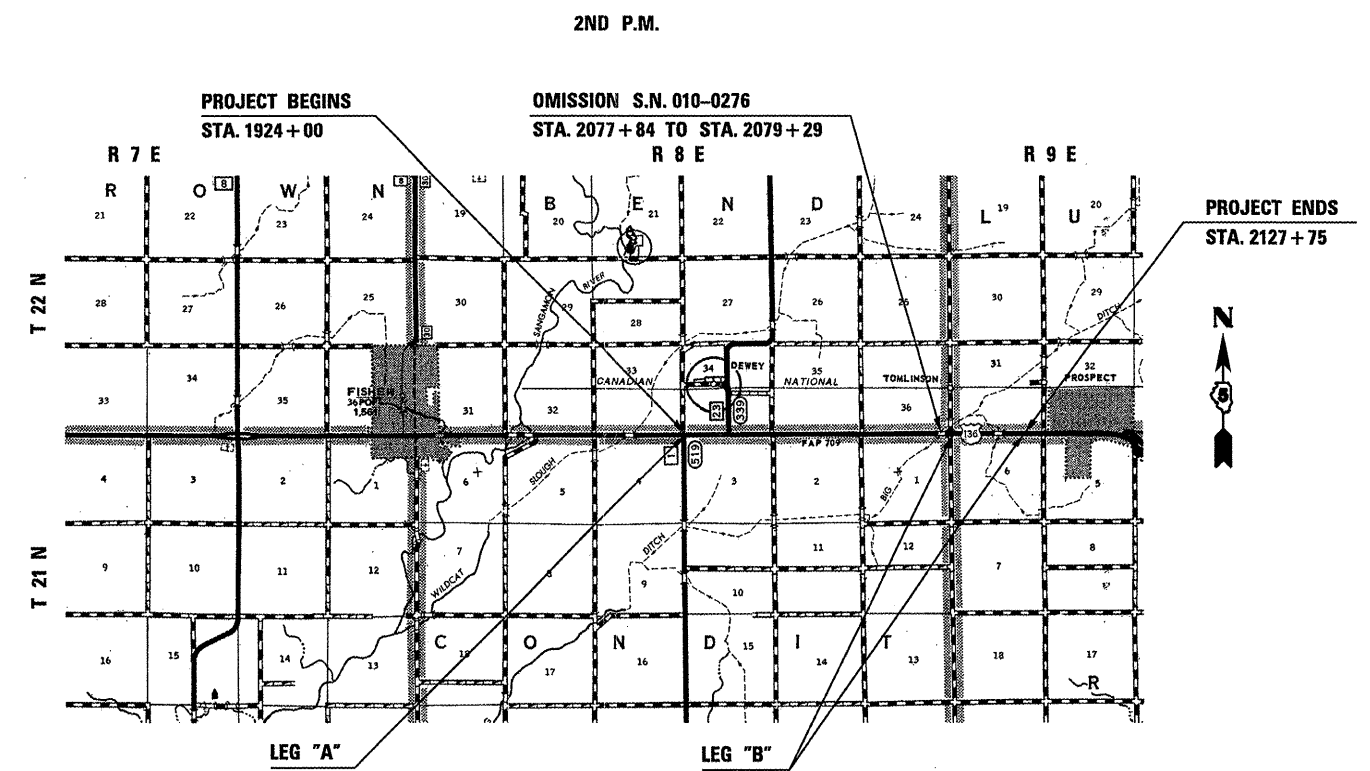 2ND P.M.
PROJECT BEGINS
STA. 1924+00
OMISSION S.N. 010-0276
STA. 2077+84 TO STA. 2079+29
R 7 E
R 8 E
R 9 E
PROJECT ENDS
STA. 2127+75
R O W N B E N D L U
8 8 30
21 22 23 24 19 20 21 22 23 24 19 20
T 22 N
28 27 26 25 30 29 28 27 26 25 30 29
SANGAMON RIVER
DITCH
N
5
30
33 34 35 31 32 33 34 35 36 31 32
FISHER
CANADIAN NATIONAL
DEWEY
TOMLINSON
PROSPECT
23 339
136
FAP 709
1 519
4 3 2 1 6 5 4 3 2 1 6 5
SLOUGH
BIG
DITCH
T 21 N
9 10 11 12 7 8 9 10 11 12 7 8
WILDCAT
C O N D I T
16 15 14 13 18 17 16 15 14 13 18 17
R
LEG "A"
LEG "B"